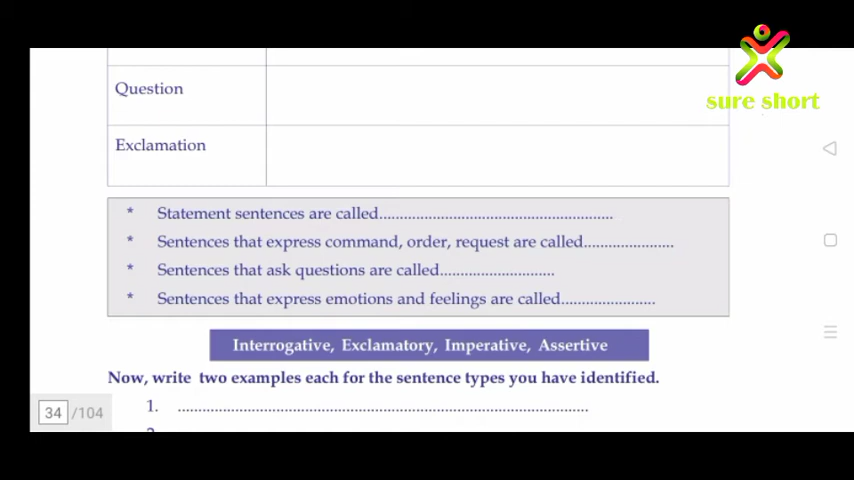 sure short
Question
Exclamation
* Statement sentences are called..........................................................
* Sentences that express command, order, request are called......................
* Sentences that ask questions are called............................
* Sentences that express emotions and feelings are called.......................
Interrogative, Exclamatory, Imperative, Assertive
Now, write two examples each for the sentence types you have identified.
1. ....................................................................................................
34 /104